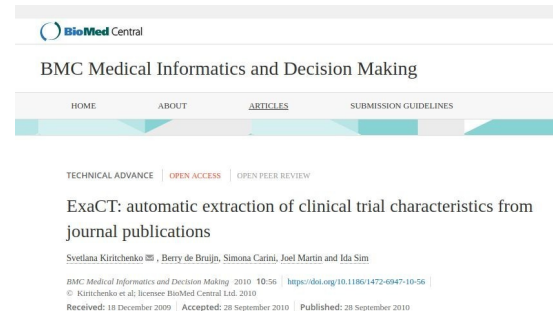 BioMed Central
BMC Medical Informatics and Decision Making
HOME ABOUT ARTICLES SUBMISSION GUIDELINES
TECHNICAL ADVANCE OPEN ACCESS OPEN PEER REVIEW
ExaCT: automatic extraction of clinical trial characteristics from
journal publications
Svetlana Kiritchenko , Berry de Bruijn, Simona Carini, Joel Martin and Ida Sim
BMC Medical Informatics and Decision Making 2010 10:56 https://doi.org/10.1186/1472-6947-10-56
© Kiritchenko et al; licensee BioMed Central Ltd. 2010
Received: 18 December 2009 Accepted: 28 September 2010 Published: 28 September 2010